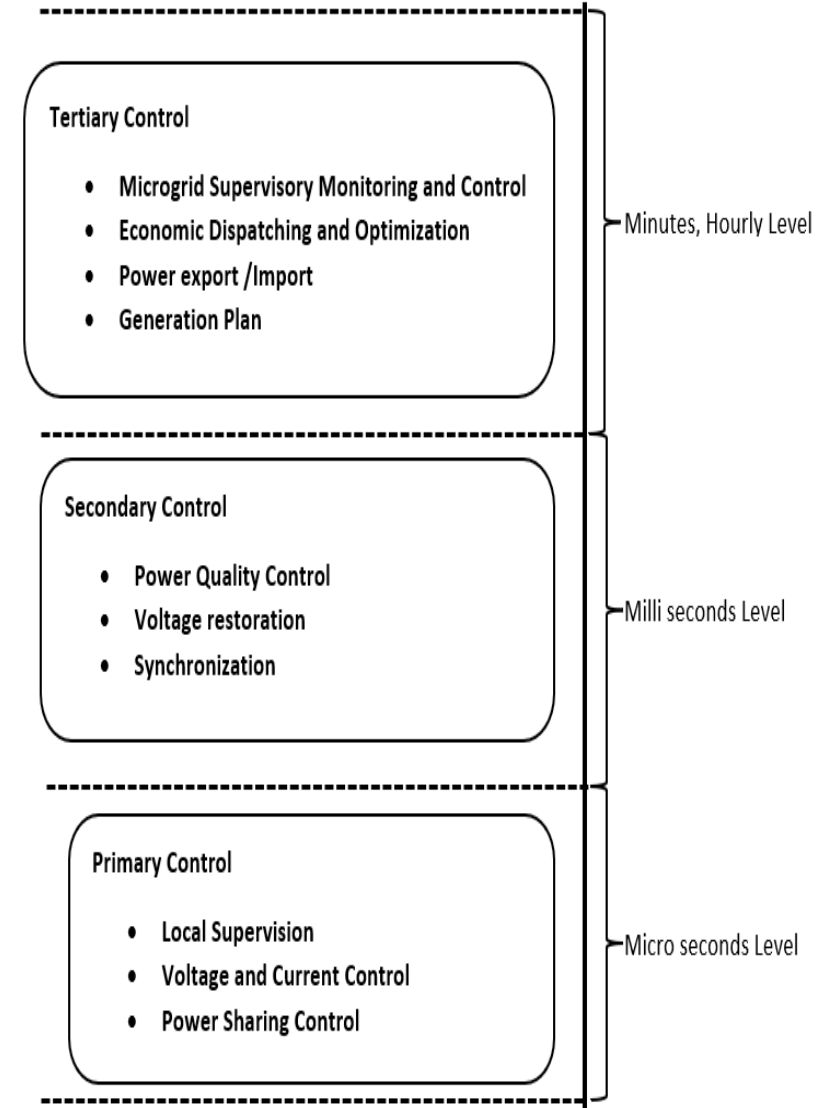 Tertiary Control
• Microgrid Supervisory Monitoring and Control
• Economic Dispatching and Optimization
• Power export /Import
• Generation Plan
Minutes, Hourly Level
Secondary Control
• Power Quality Control
• Voltage restoration
• Synchronization
Milli seconds Level
Primary Control
• Local Supervision
• Voltage and Current Control
• Power Sharing Control
Micro seconds Level